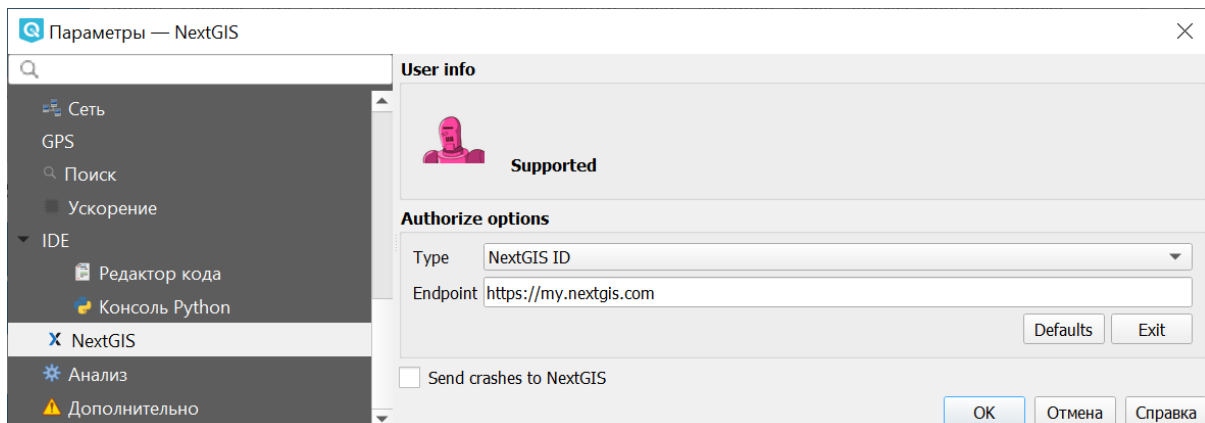 Параметры — NextGIS
Сеть
GPS
Поиск
Ускорение
IDE
Редактор кода
Консоль Python
NextGIS
Анализ
Дополнительно
User info
Supported
Authorize options
Type NextGIS ID
Endpoint https://my.nextgis.com
Defaults Exit
Send crashes to NextGIS
OK Отмена Справка